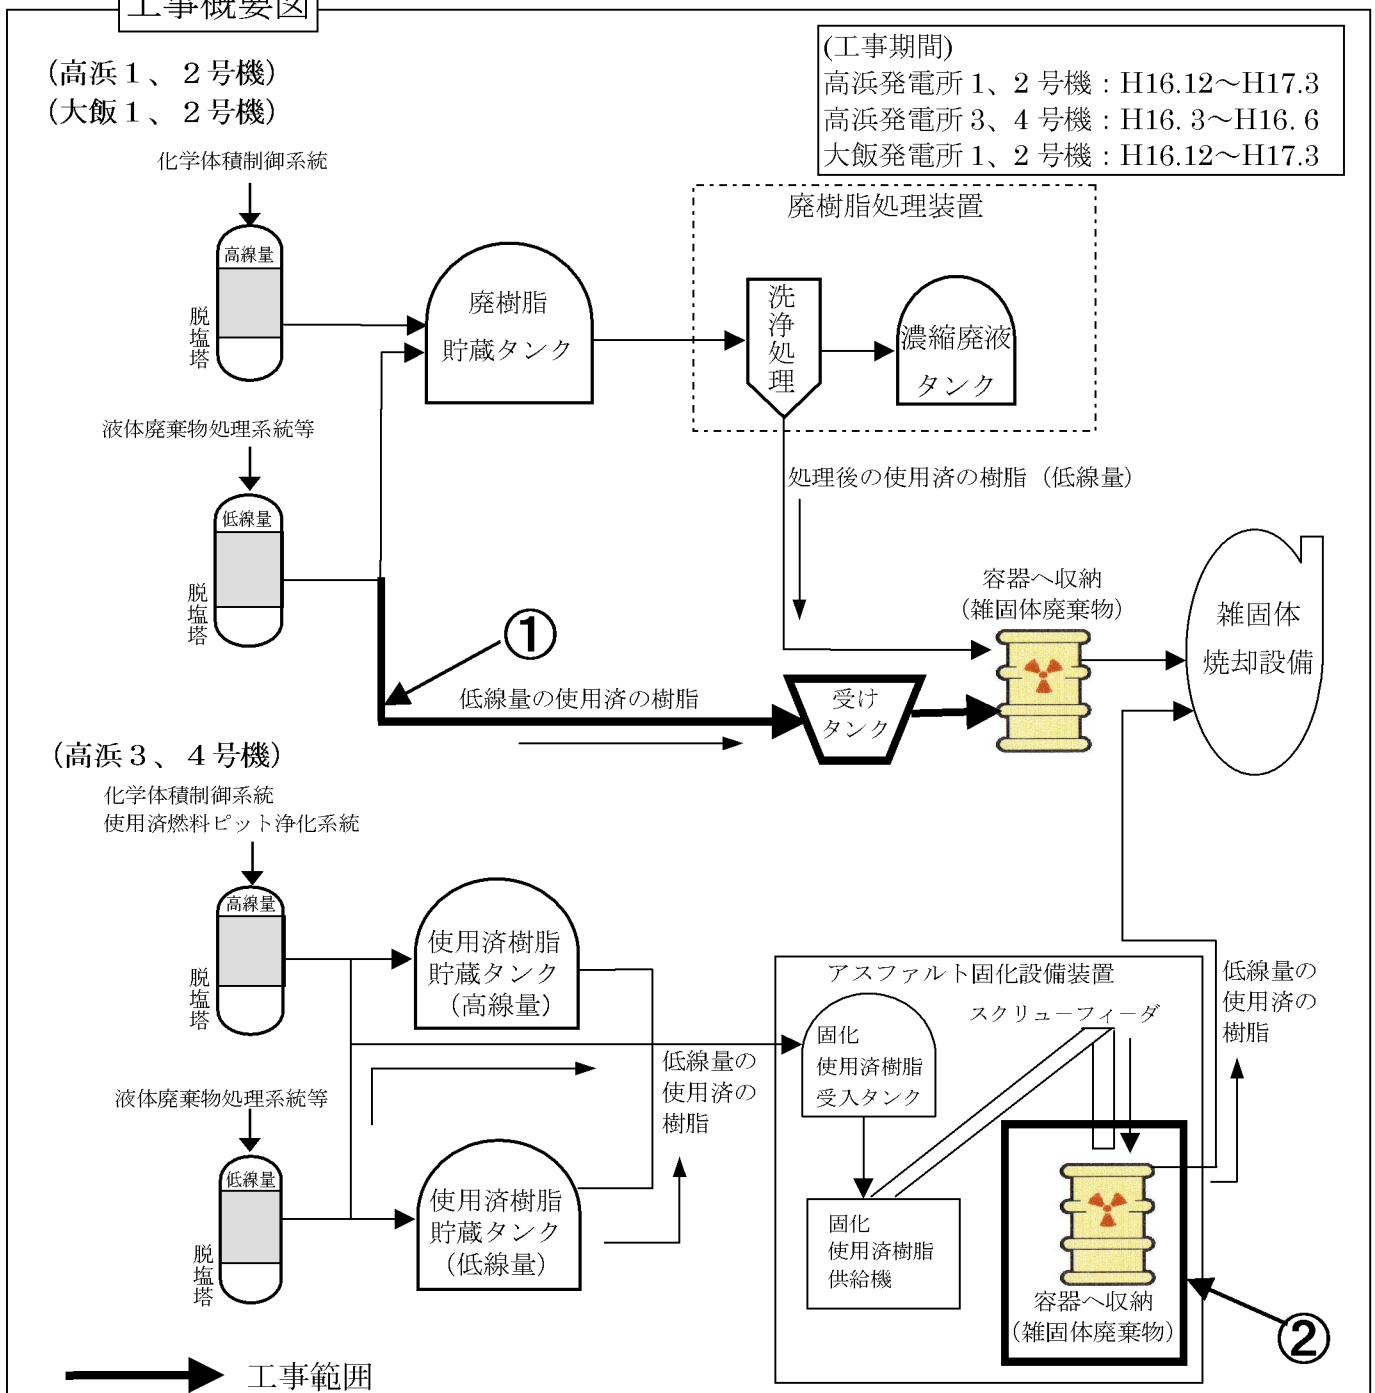 工事概要図
(高浜１、２号機)
(大飯１、２号機)
(工事期間)
高浜発電所 1、2 号機：H16.12～H17.3
高浜発電所 3、4 号機：H16. 3～H16. 6
大飯発電所 1、2 号機：H16.12～H17.3
化学体積制御系統
高線量
脱塩塔
廃樹脂
貯蔵タンク
廃樹脂処理装置
洗浄処理
濃縮廃液
タンク
液体廃棄物処理系統等
低線量
脱塩塔
処理後の使用済の樹脂（低線量）
①
低線量の使用済の樹脂
受け
タンク
容器へ収納
(雑固体廃棄物)
雑固体
焼却設備
(高浜３、４号機)
化学体積制御系統
使用済燃料ピット浄化系統
高線量
脱塩塔
使用済樹脂
貯蔵タンク
（高線量）
液体廃棄物処理系統等
低線量
脱塩塔
使用済樹脂
貯蔵タンク
(低線量)
低線量の
使用済の
樹脂
アスファルト固化設備装置
スクリューフィーダ
固化
使用済樹脂
受入タンク
固化
使用済樹脂
供給機
容器へ収納
(雑固体廃棄物)
低線量の
使用済の
樹脂
②
工事範囲